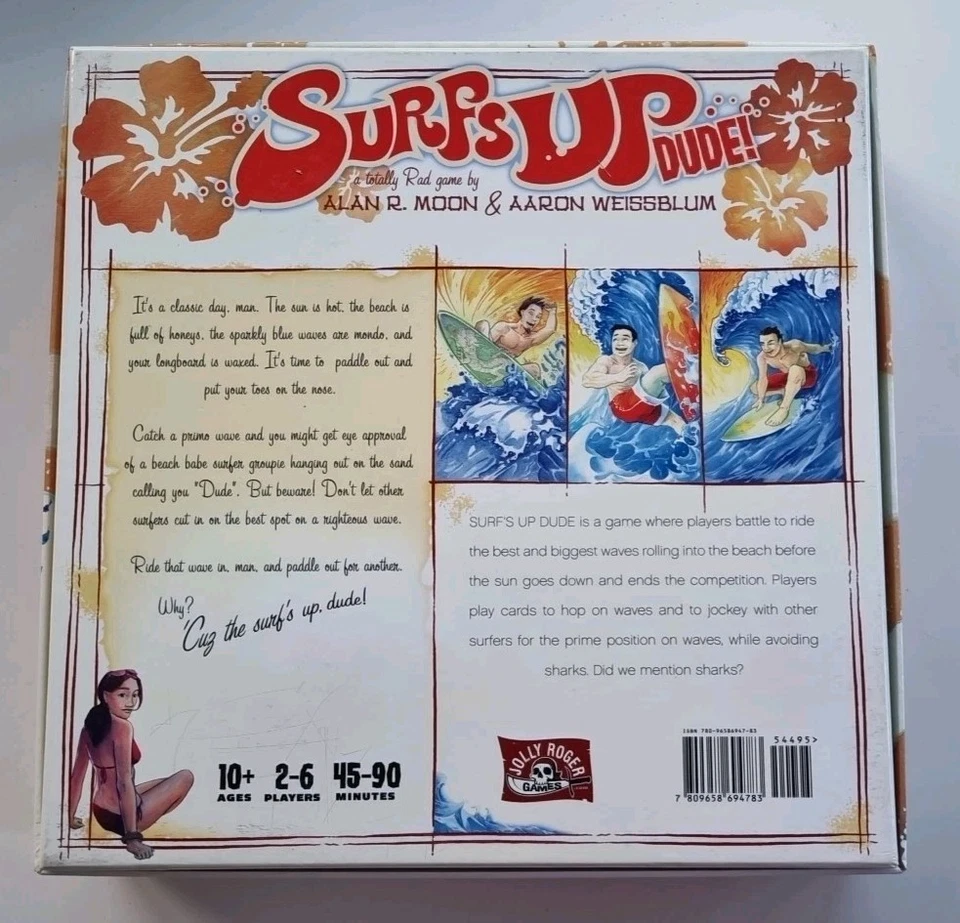 SURF'S UP
DUDE!
a totally Rad game by
ALAN R. MOON & AARON WEISSBLUM
It's a classic day, man. The sun is hot, the beach is
full of honeys, the sparkly blue waves are mondo, and
your longboard is waxed. It's time to paddle out and
put your toes on the nose.
Catch a primo wave and you might get eye approval
of a beach babe surfer groupie hanging out on the sand
calling you "Dude". But beware! Don't let other
surfers cut in on the best spot on a righteous wave.
Ride that wave in, man, and paddle out for another.
Why?
'Cuz the surf's up, dude!
SURF'S UP DUDE is a game where players battle to ride
the best and biggest waves rolling into the beach before
the sun goes down and ends the competition. Players
play cards to hop on waves and to jockey with other
surfers for the prime position on waves, while avoiding
sharks. Did we mention sharks?
10+ 2-6 45-90
AGES PLAYERS MINUTES
JOLLY ROGER
GAMES
ISBN 780-96586947-83
54495>
7 809658 694783